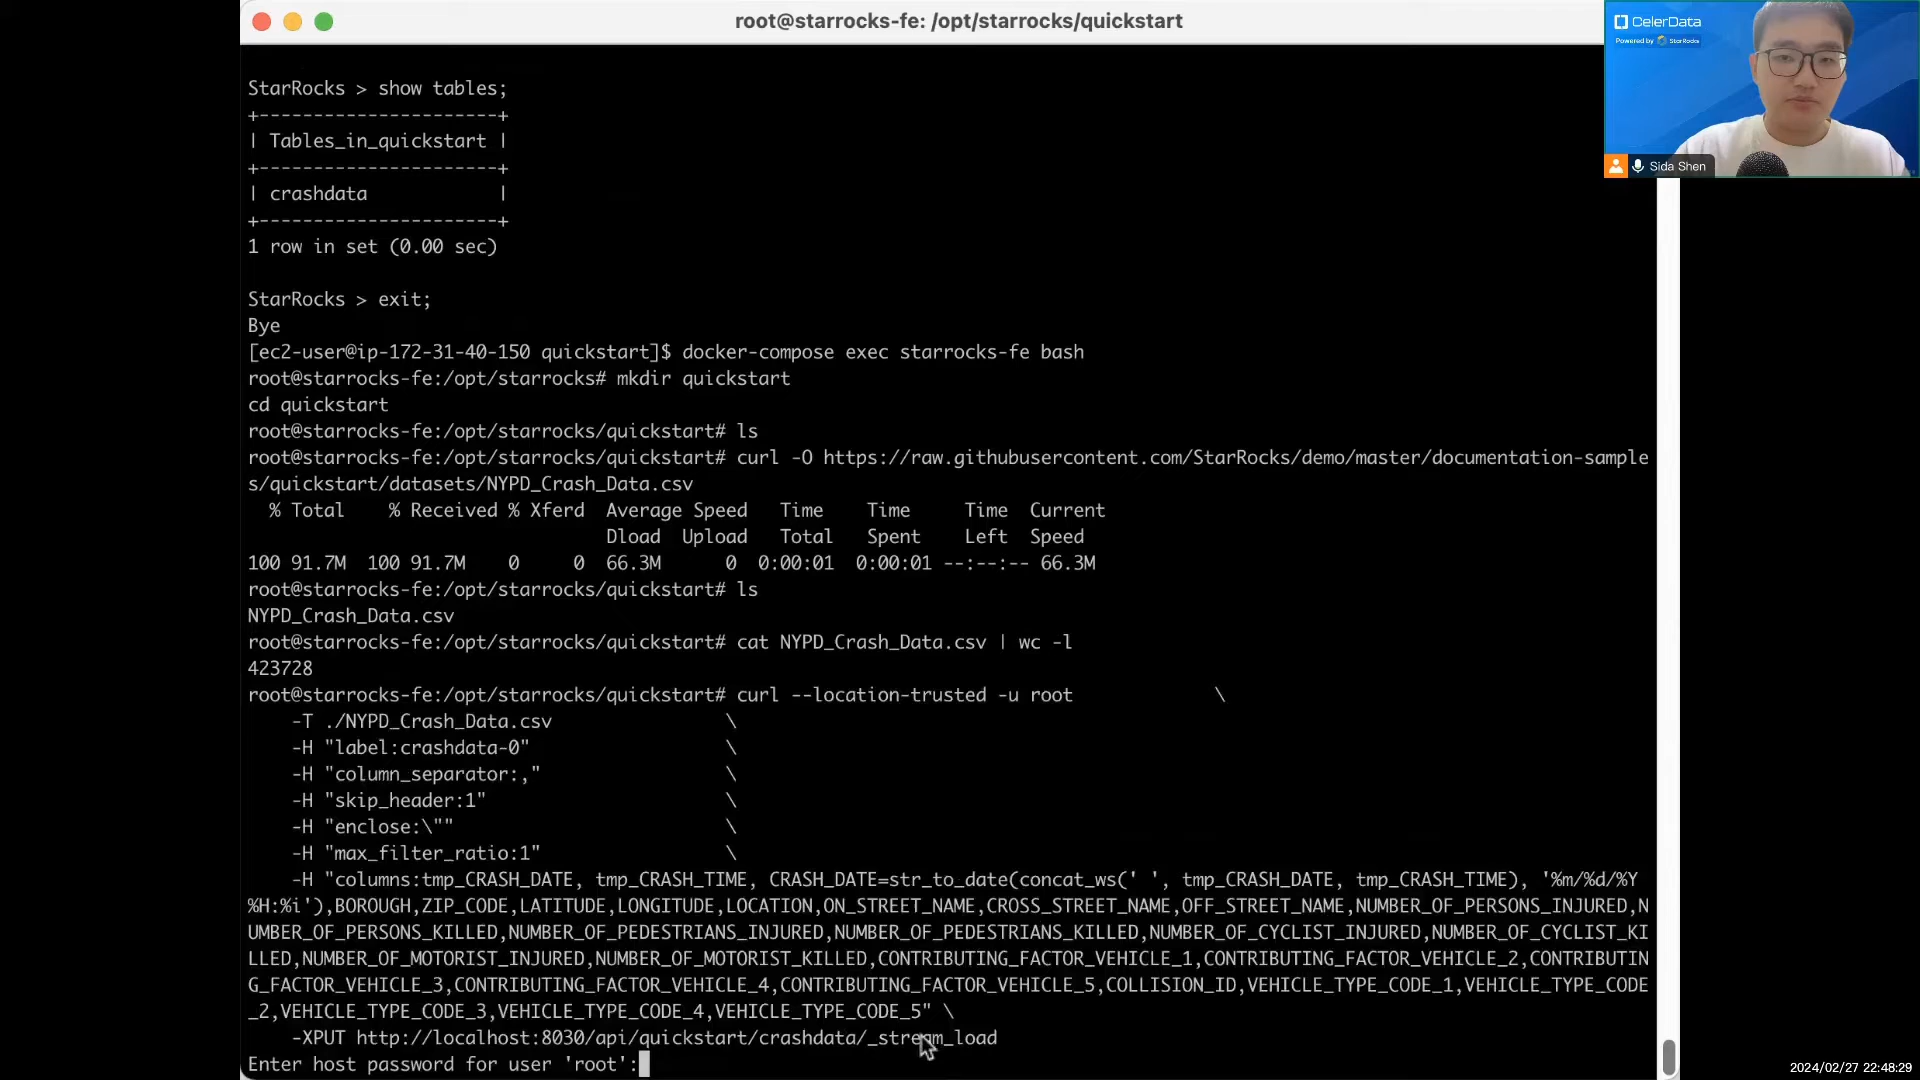 root@starrocks-fe: /opt/starrocks/quickstart
CelerData
Powered by StarRocks
Sida Shen
StarRocks > show tables;
+----------------------+
| Tables_in_quickstart |
+----------------------+
| crashdata            |
+----------------------+
1 row in set (0.00 sec)
StarRocks > exit;
Bye
[ec2-user@ip-172-31-40-150 quickstart]$ docker-compose exec starrocks-fe bash
root@starrocks-fe:/opt/starrocks# mkdir quickstart
cd quickstart
root@starrocks-fe:/opt/starrocks/quickstart# ls
root@starrocks-fe:/opt/starrocks/quickstart# curl -O https://raw.githubusercontent.com/StarRocks/demo/master/documentation-sample
s/quickstart/datasets/NYPD_Crash_Data.csv
  % Total    % Received % Xferd  Average Speed   Time    Time     Time  Current
                                 Dload  Upload   Total   Spent    Left  Speed
100 91.7M  100 91.7M    0     0  66.3M      0  0:00:01  0:00:01 --:--:-- 66.3M
root@starrocks-fe:/opt/starrocks/quickstart# ls
NYPD_Crash_Data.csv
root@starrocks-fe:/opt/starrocks/quickstart# cat NYPD_Crash_Data.csv | wc -l
423728
root@starrocks-fe:/opt/starrocks/quickstart# curl --location-trusted -u root             \
    -T ./NYPD_Crash_Data.csv                \
    -H "label:crashdata-0"                  \
    -H "column_separator:,"                 \
    -H "skip_header:1"                      \
    -H "enclose:\""                         \
    -H "max_filter_ratio:1"                 \
    -H "columns:tmp_CRASH_DATE, tmp_CRASH_TIME, CRASH_DATE=str_to_date(concat_ws(' ', tmp_CRASH_DATE, tmp_CRASH_TIME), '%m/%d/%Y
%H:%i'),BOROUGH,ZIP_CODE,LATITUDE,LONGITUDE,LOCATION,ON_STREET_NAME,CROSS_STREET_NAME,OFF_STREET_NAME,NUMBER_OF_PERSONS_INJURED,N
UMBER_OF_PERSONS_KILLED,NUMBER_OF_PEDESTRIANS_INJURED,NUMBER_OF_PEDESTRIANS_KILLED,NUMBER_OF_CYCLIST_INJURED,NUMBER_OF_CYCLIST_KI
LLED,NUMBER_OF_MOTORIST_INJURED,NUMBER_OF_MOTORIST_KILLED,CONTRIBUTING_FACTOR_VEHICLE_1,CONTRIBUTING_FACTOR_VEHICLE_2,CONTRIBUTIN
G_FACTOR_VEHICLE_3,CONTRIBUTING_FACTOR_VEHICLE_4,CONTRIBUTING_FACTOR_VEHICLE_5,COLLISION_ID,VEHICLE_TYPE_CODE_1,VEHICLE_TYPE_CODE
_2,VEHICLE_TYPE_CODE_3,VEHICLE_TYPE_CODE_4,VEHICLE_TYPE_CODE_5" \
    -XPUT http://localhost:8030/api/quickstart/crashdata/_stream_load
Enter host password for user 'root':
2024/02/27 22:48:29